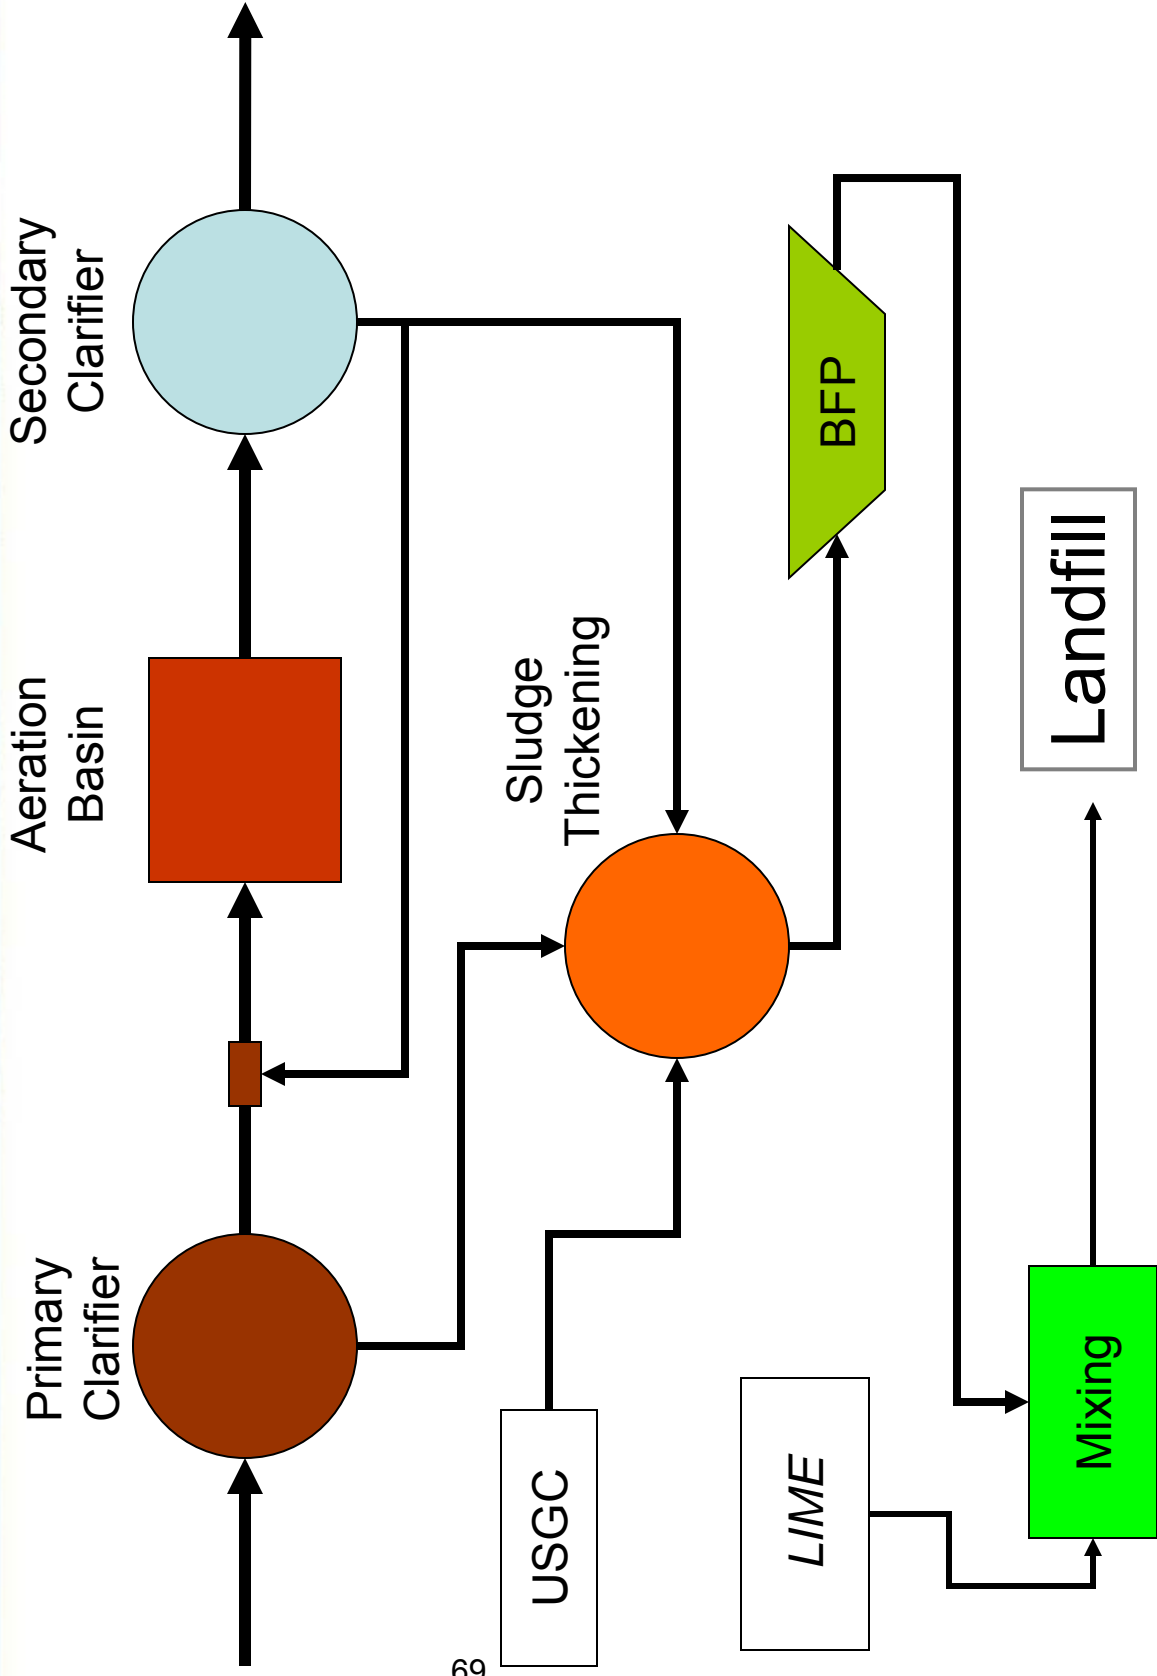 Primary
Clarifier
Aeration
Basin
Secondary
Clarifier
Sludge
Thickening
USGC
BFP
LIME
Mixing
Landfill
69